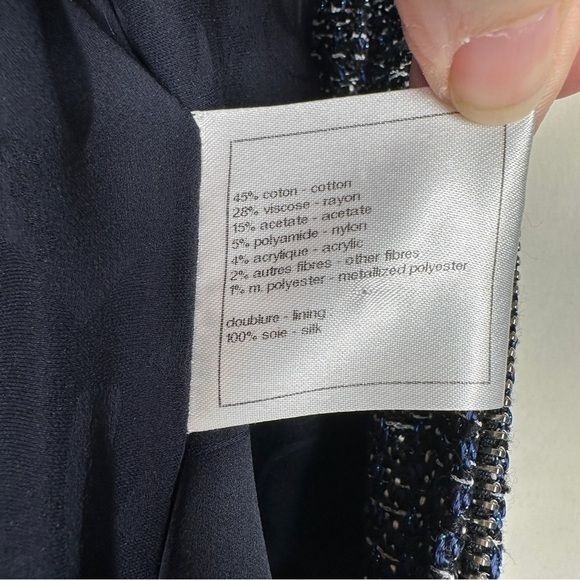 45% coton - cotton
28% viscose - rayon
15% acetate - acetate
5% polyamide - nylon
4% acrylique - acrylic
2% autres fibres - other fibres
1% m. polyester - metallized polyester
doublure - lining
100% soie - silk